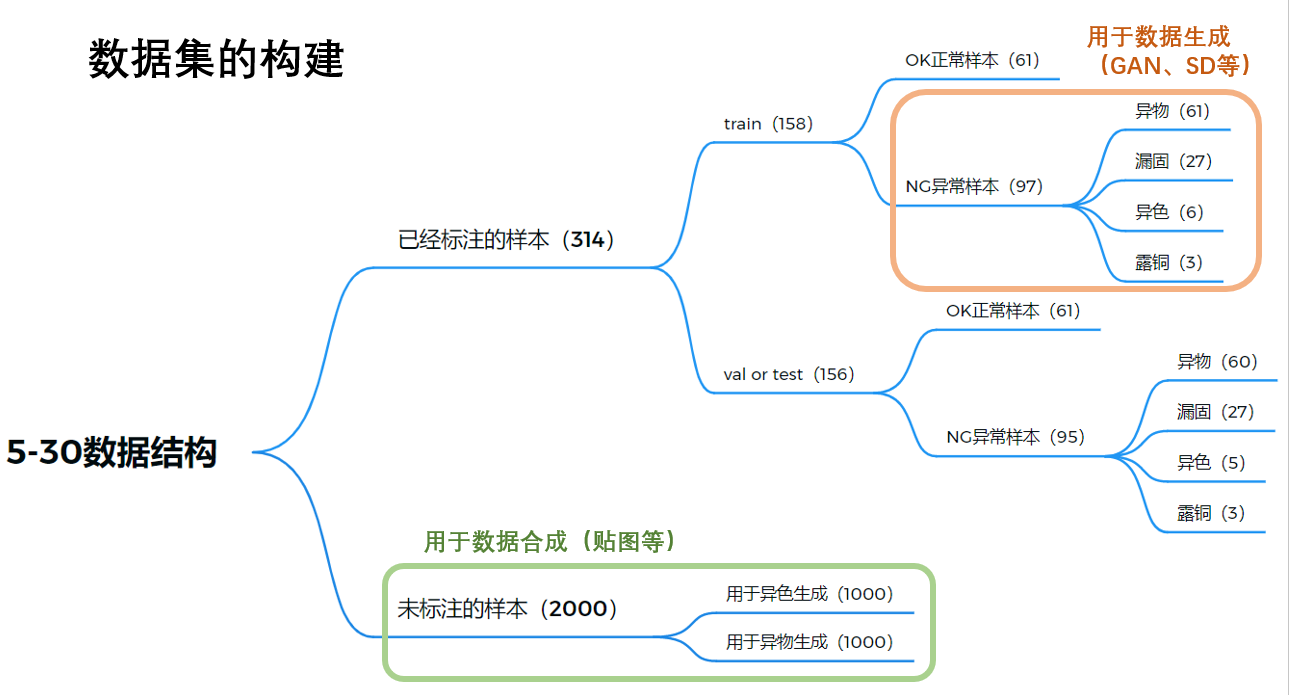 数据集的构建
用于数据生成
（GAN、SD等）
OK正常样本（61）
异物（61）
train（158）
漏固（27）
NG异常样本（97）
异色（6）
已经标注的样本（314）
露铜（3）
OK正常样本（61）
异物（60）
val or test（156）
漏固（27）
NG异常样本（95）
5-30数据结构
异色（5）
露铜（3）
用于数据合成（贴图等）
未标注的样本（2000）
用于异色生成（1000）
用于异物生成（1000）